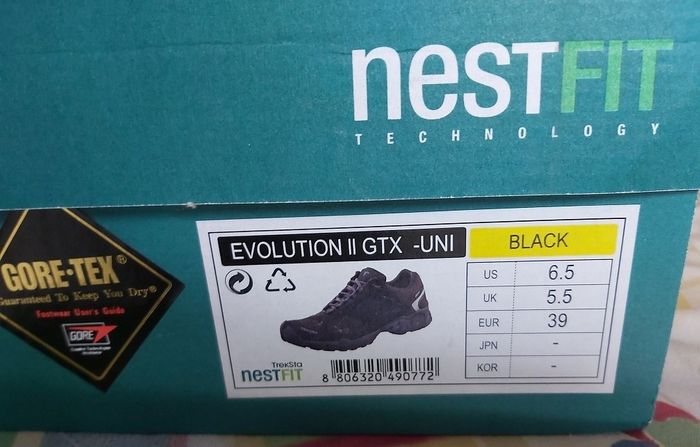 nesTFIT
TECHNOLOGY
GORE-TEX®
Guaranteed To Keep You Dry®
Footwear User's Guide
GORE
EVOLUTION II GTX -UNI
BLACK
US 6.5
UK 5.5
EUR 39
JPN -
KOR -
TrekSta
nesTFIT
8 806320 490772